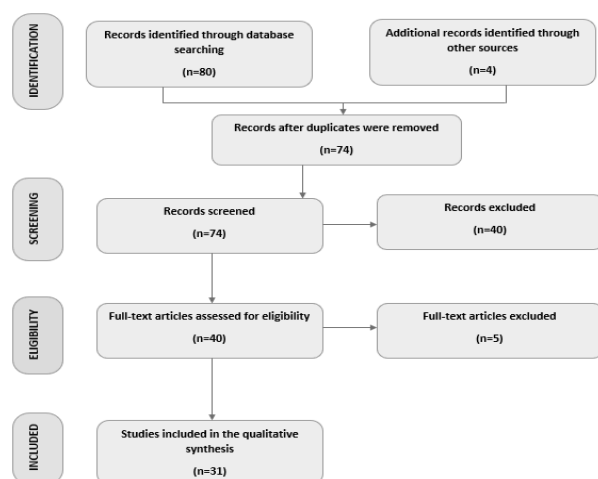 IDENTIFICATION
Records identified through database
searching
(n=80)
Additional records identified through
other sources
(n=4)
Records after duplicates were removed
(n=74)
SCREENING
Records screened
(n=74)
Records excluded
(n=40)
ELIGIBILITY
Full-text articles assessed for eligibility
(n=40)
Full-text articles excluded
(n=5)
INCLUDED
Studies included in the qualitative
synthesis
(n=31)